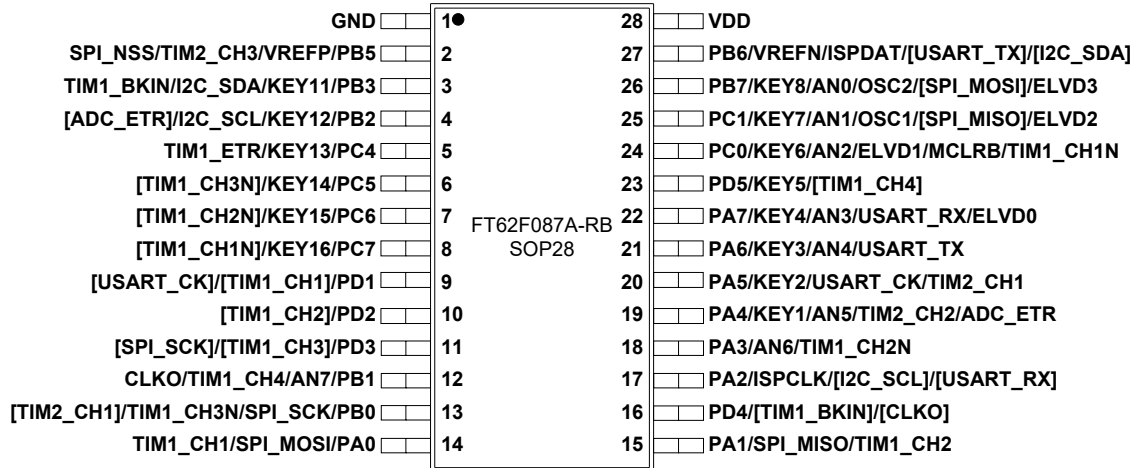 GND 1 28 VDD
SPI_NSS/TIM2_CH3/VREFP/PB5 2 27 PB6/VREFN/ISPDAT/[USART_TX]/[I2C_SDA]
TIM1_BKIN/I2C_SDA/KEY11/PB3 3 26 PB7/KEY8/AN0/OSC2/[SPI_MOSI]/ELVD3
[ADC_ETR]/I2C_SCL/KEY12/PB2 4 25 PC1/KEY7/AN1/OSC1/[SPI_MISO]/ELVD2
TIM1_ETR/KEY13/PC4 5 24 PC0/KEY6/AN2/ELVD1/MCLRB/TIM1_CH1N
[TIM1_CH3N]/KEY14/PC5 6 23 PD5/KEY5/[TIM1_CH4]
[TIM1_CH2N]/KEY15/PC6 7 22 PA7/KEY4/AN3/USART_RX/ELVD0
FT62F087A-RB
[TIM1_CH1N]/KEY16/PC7 8 SOP28 21 PA6/KEY3/AN4/USART_TX
[USART_CK]/[TIM1_CH1]/PD1 9 20 PA5/KEY2/USART_CK/TIM2_CH1
[TIM1_CH2]/PD2 10 19 PA4/KEY1/AN5/TIM2_CH2/ADC_ETR
[SPI_SCK]/[TIM1_CH3]/PD3 11 18 PA3/AN6/TIM1_CH2N
CLKO/TIM1_CH4/AN7/PB1 12 17 PA2/ISPCLK/[I2C_SCL]/[USART_RX]
[TIM2_CH1]/TIM1_CH3N/SPI_SCK/PB0 13 16 PD4/[TIM1_BKIN]/[CLKO]
TIM1_CH1/SPI_MOSI/PA0 14 15 PA1/SPI_MISO/TIM1_CH2